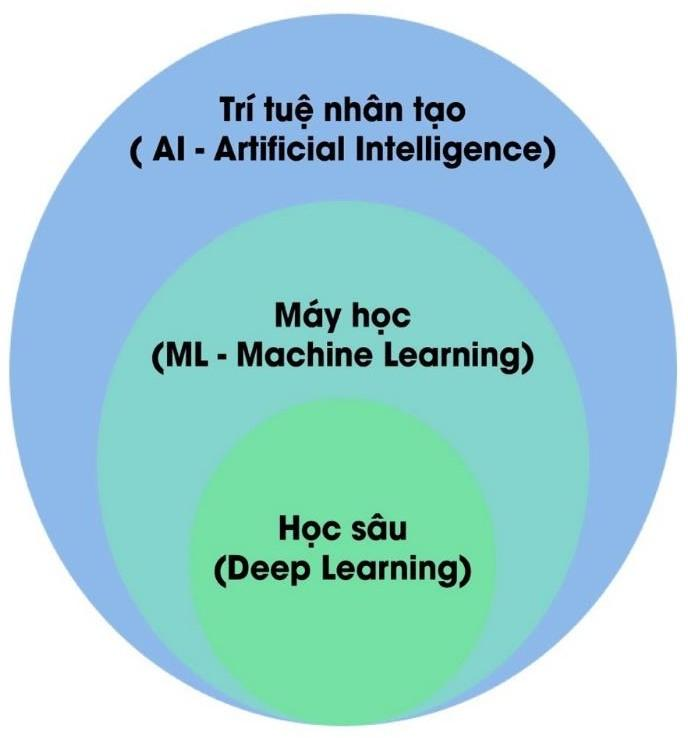 Trí tuệ nhân tạo
( AI - Artificial Intelligence)
Máy học
(ML - Machine Learning)
Học sâu
(Deep Learning)